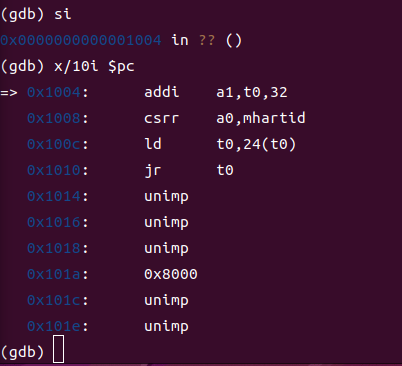 (gdb) si
0x0000000000001004 in ?? ()
(gdb) x/10i $pc
=> 0x1004: addi a1,t0,32
0x1008: csrr a0,mhartid
0x100c: ld t0,24(t0)
0x1010: jr t0
0x1014: unimp
0x1016: unimp
0x1018: unimp
0x101a: 0x8000
0x101c: unimp
0x101e: unimp
(gdb)